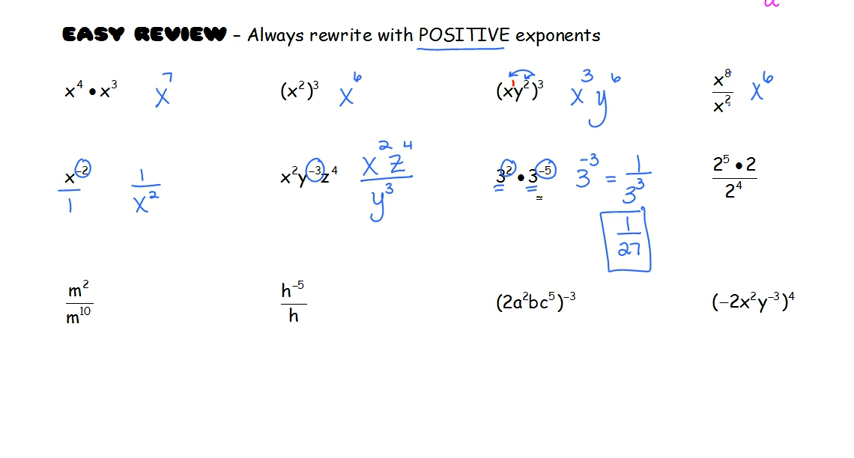 a
EASY REVIEW – Always rewrite with POSITIVE exponents
x⁴ • x³ x⁷ (x²)³ x⁶ (x¹y²)³ x³y⁶ x⁸/x² x⁶
x⁻²/1 1/x² x²y⁻³z⁴ x²z⁴/y³ 3² • 3⁻⁵ 3⁻³ = 1/3³ 2⁵ • 2/2⁴
1/27
m²/m¹⁰ h⁻⁵/h (2a²bc⁵)⁻³ (−2x²y⁻³)⁴